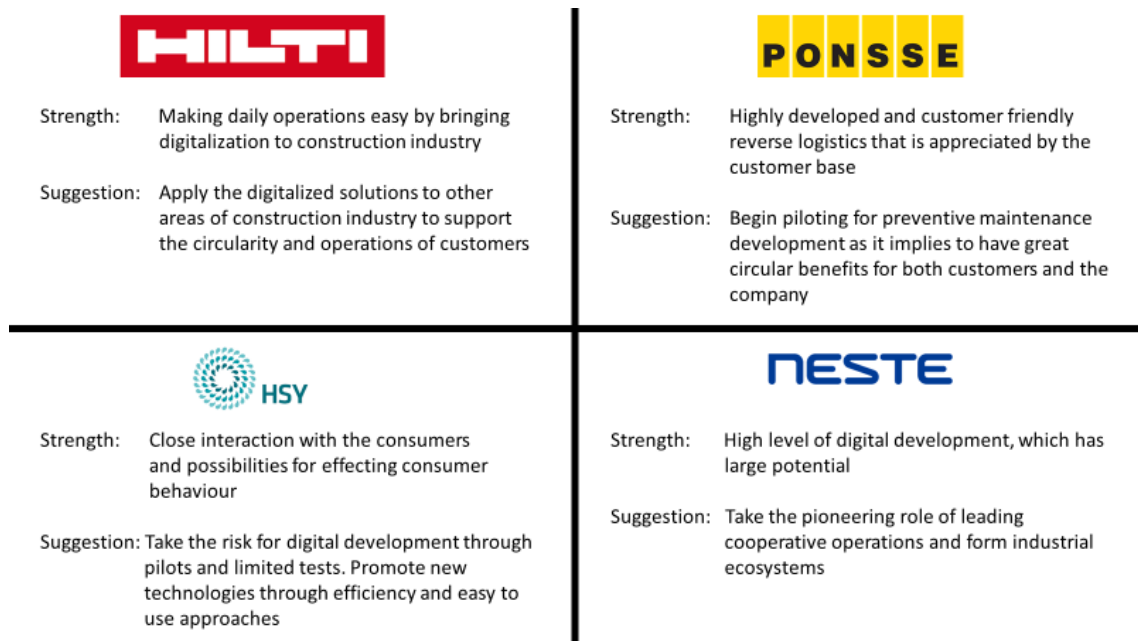 HILTI
Strength: Making daily operations easy by bringing
digitalization to construction industry
Suggestion: Apply the digitalized solutions to other
areas of construction industry to support
the circularity and operations of customers
PONSSE
Strength: Highly developed and customer friendly
reverse logistics that is appreciated by the
customer base
Suggestion: Begin piloting for preventive maintenance
development as it implies to have great
circular benefits for both customers and the
company
HSY
Strength: Close interaction with the consumers
and possibilities for effecting consumer
behaviour
Suggestion: Take the risk for digital development through
pilots and limited tests. Promote new
technologies through efficiency and easy to
use approaches
NESTE
Strength: High level of digital development, which has
large potential
Suggestion: Take the pioneering role of leading
cooperative operations and form industrial
ecosystems